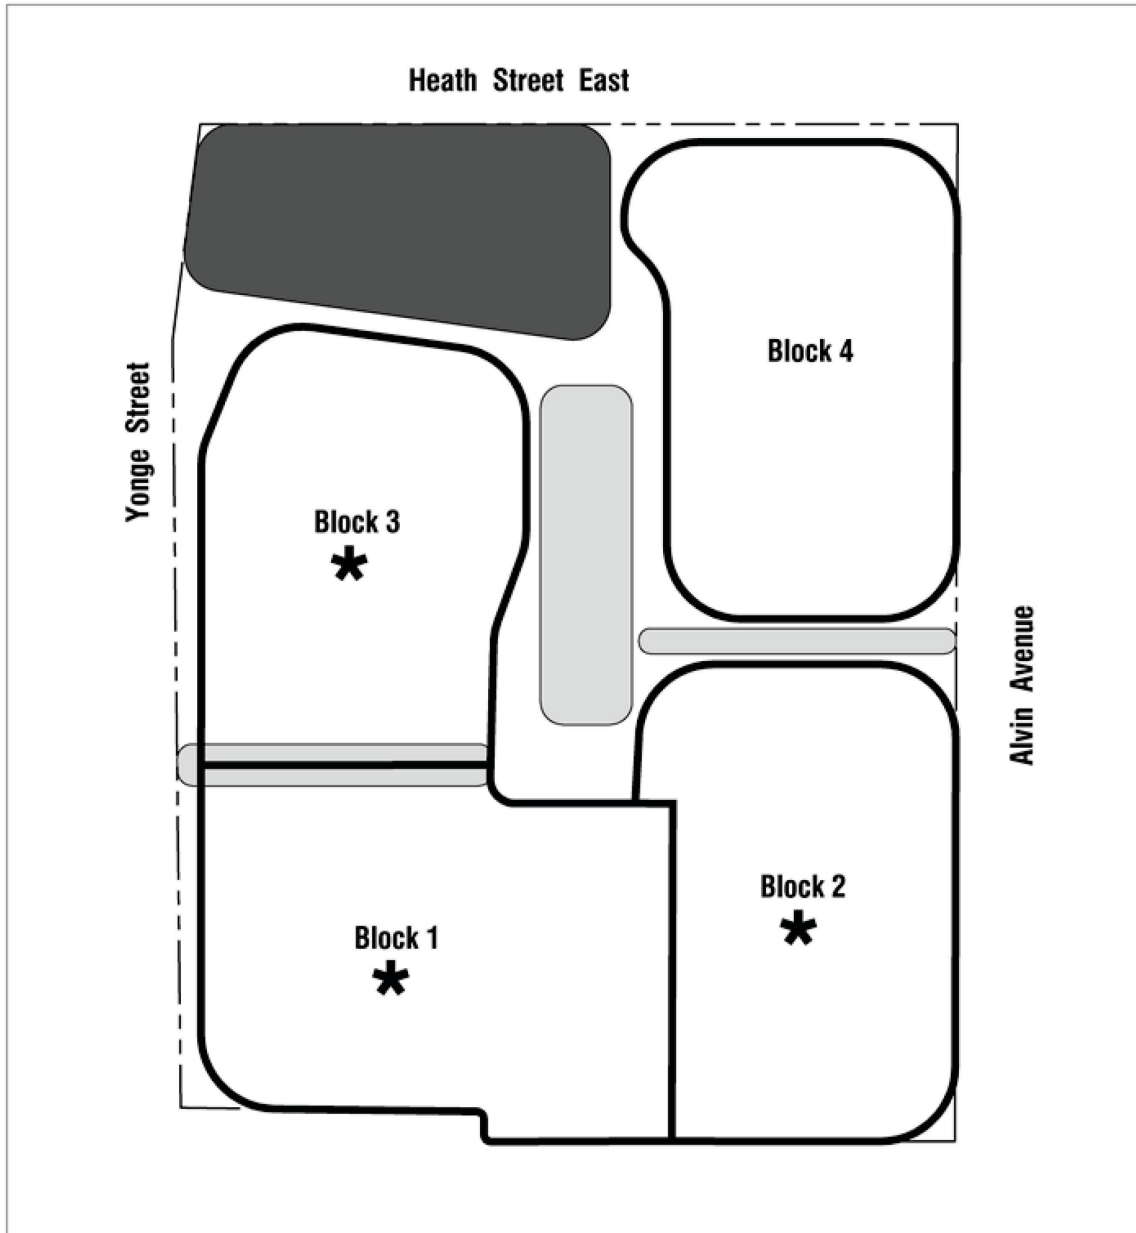 Heath Street East
Block 4
Yonge Street
Block 3
*
Alvin Avenue
Block 2
*
Block 1
*